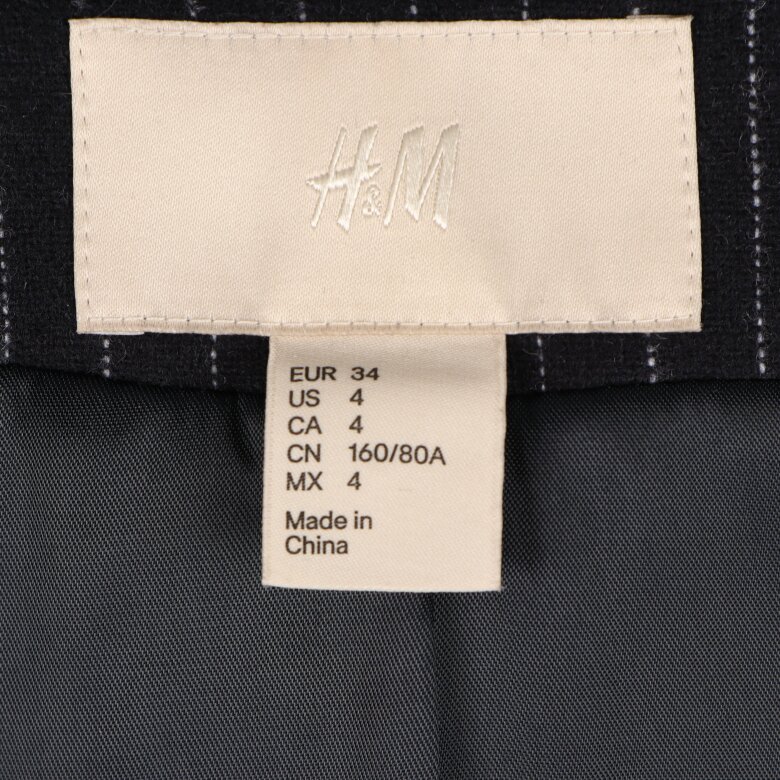 H&M
EUR 34
US 4
CA 4
CN 160/80A
MX 4
Made in
China